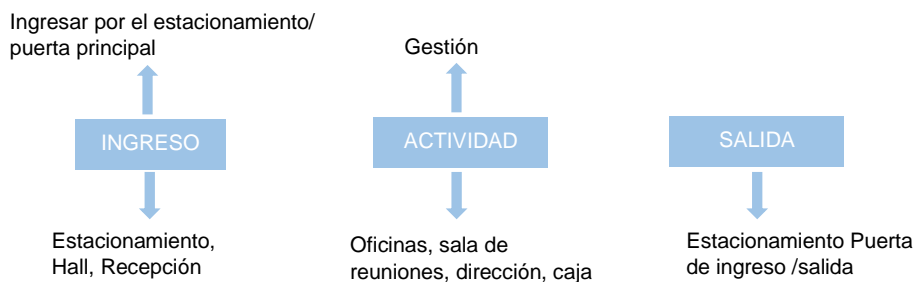 Ingresar por el estacionamiento/
puerta principal
Gestión
INGRESO
ACTIVIDAD
SALIDA
Estacionamiento,
Hall, Recepción
Oficinas, sala de
reuniones, dirección, caja
Estacionamiento Puerta
de ingreso /salida